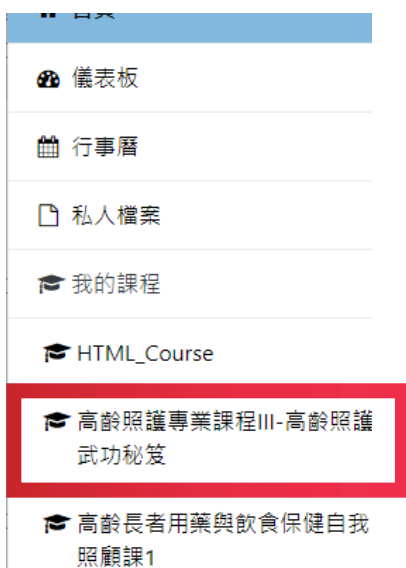 首頁
儀表板
行事曆
私人檔案
我的課程
HTML_Course
高齡照護專業課程III-高齡照護
武功秘笈
高齡長者用藥與飲食保健自我
照顧課1